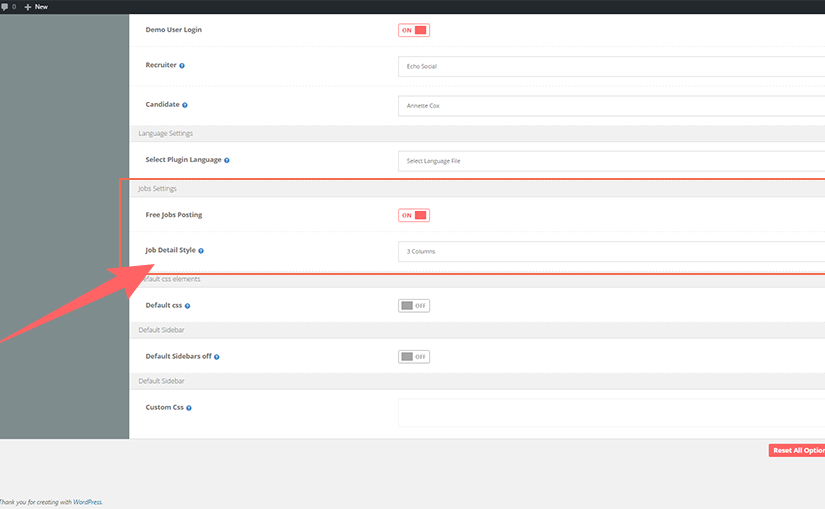 0 New
Demo User Login ON
Recruiter Echo Social
Candidate Annette Cox
Language Settings
Select Plugin Language Select Language File
Jobs Settings
Free Jobs Posting ON
Job Detail Style 3 Columns
efault css elements
Default css OFF
Default Sidebar
Default Sidebars off OFF
Default Sidebar
Custom Css
Reset All Option
Thank you for creating with WordPress.